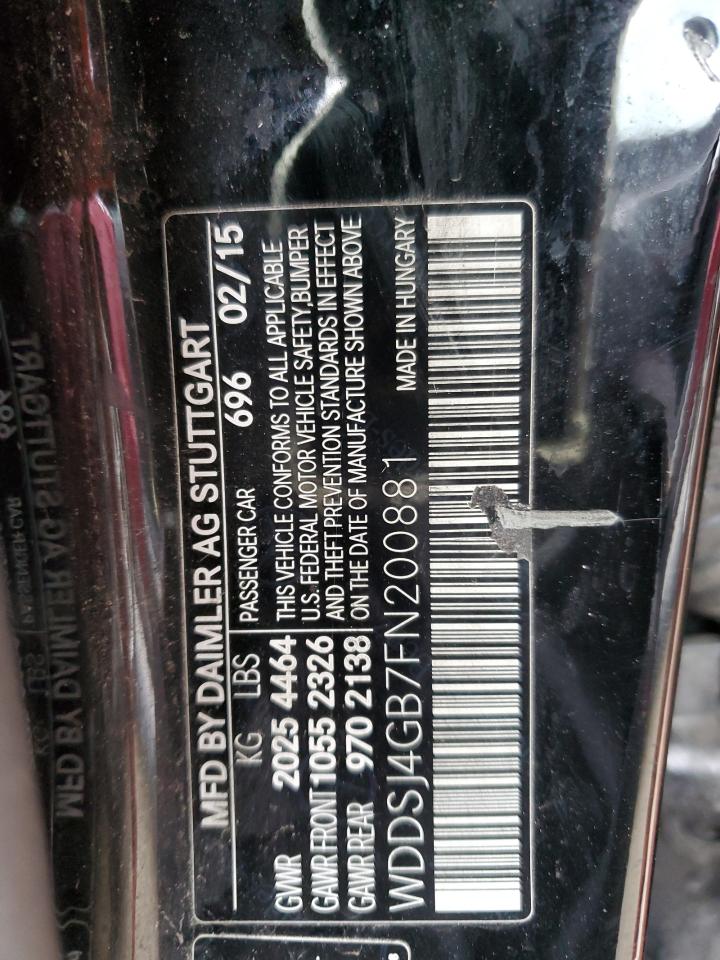 MFD BY DAIMLER AG STUTTGART
KG LBS PASSENGER CAR 696 02/15
GVWR 2025 4464 THIS VEHICLE CONFORMS TO ALL APPLICABLE
GAWR FRONT 1055 2326 U.S. FEDERAL MOTOR VEHICLE SAFETY, BUMPER
AND THEFT PREVENTION STANDARDS IN EFFECT
GAWR REAR 970 2138 ON THE DATE OF MANUFACTURE SHOWN ABOVE
WDDSJ4GB7FN200881 MADE IN HUNGARY